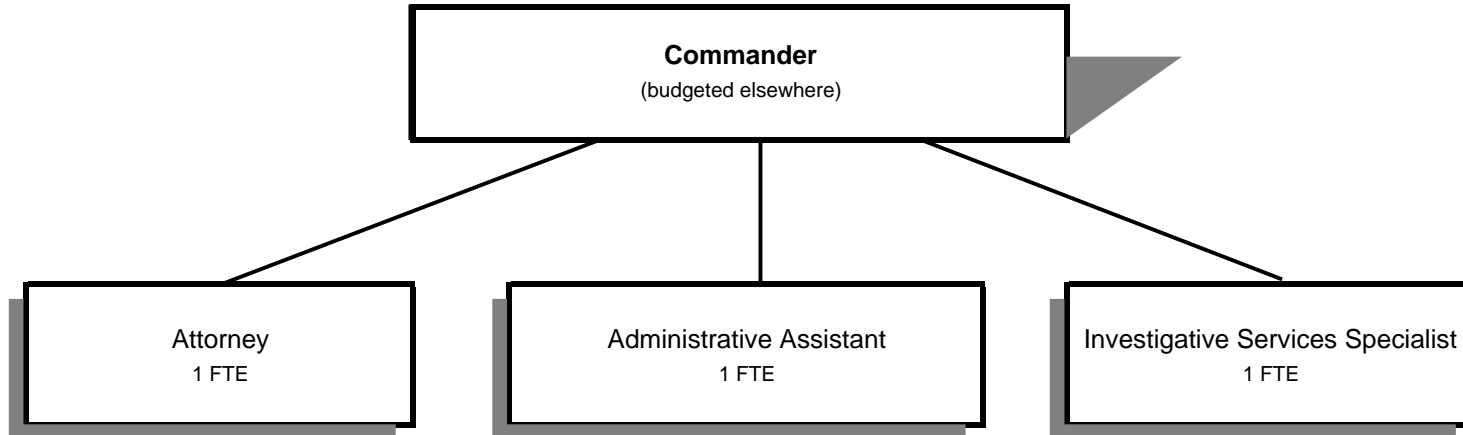 Commander
(budgeted elsewhere)
Attorney
1 FTE
Administrative Assistant
1 FTE
Investigative Services Specialist
1 FTE